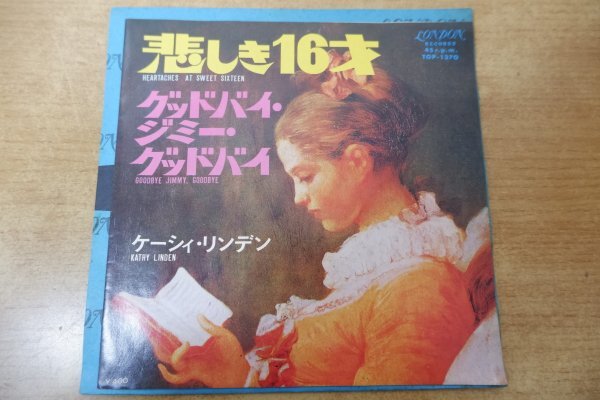 悲しき16才
HEARTACHES AT SWEET SIXTEEN
LONDON
RECORDS
45 r.p.m.
TOP-1270
グッドバイ・
ジミー・
グッドバイ
GOODBYE JIMMY, GOODBYE
ケーシィ・リンデン
KATHY LINDEN
¥400